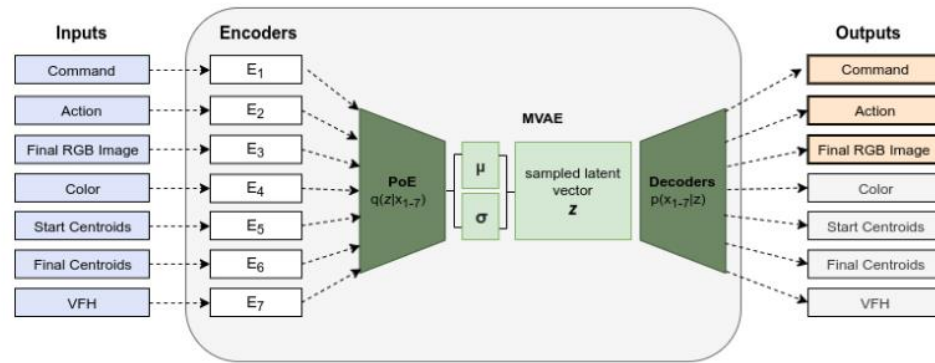 Inputs
Encoders
Outputs
Command
E1
Command
Action
E2
Action
MVAE
Final RGB Image
E3
Final RGB Image
Color
E4
PoE
q(z|x1-7)
μ
σ
sampled latent
vector
z
Decoders
p(x1-7|z)
Color
Start Centroids
E5
Start Centroids
Final Centroids
E6
Final Centroids
VFH
E7
VFH